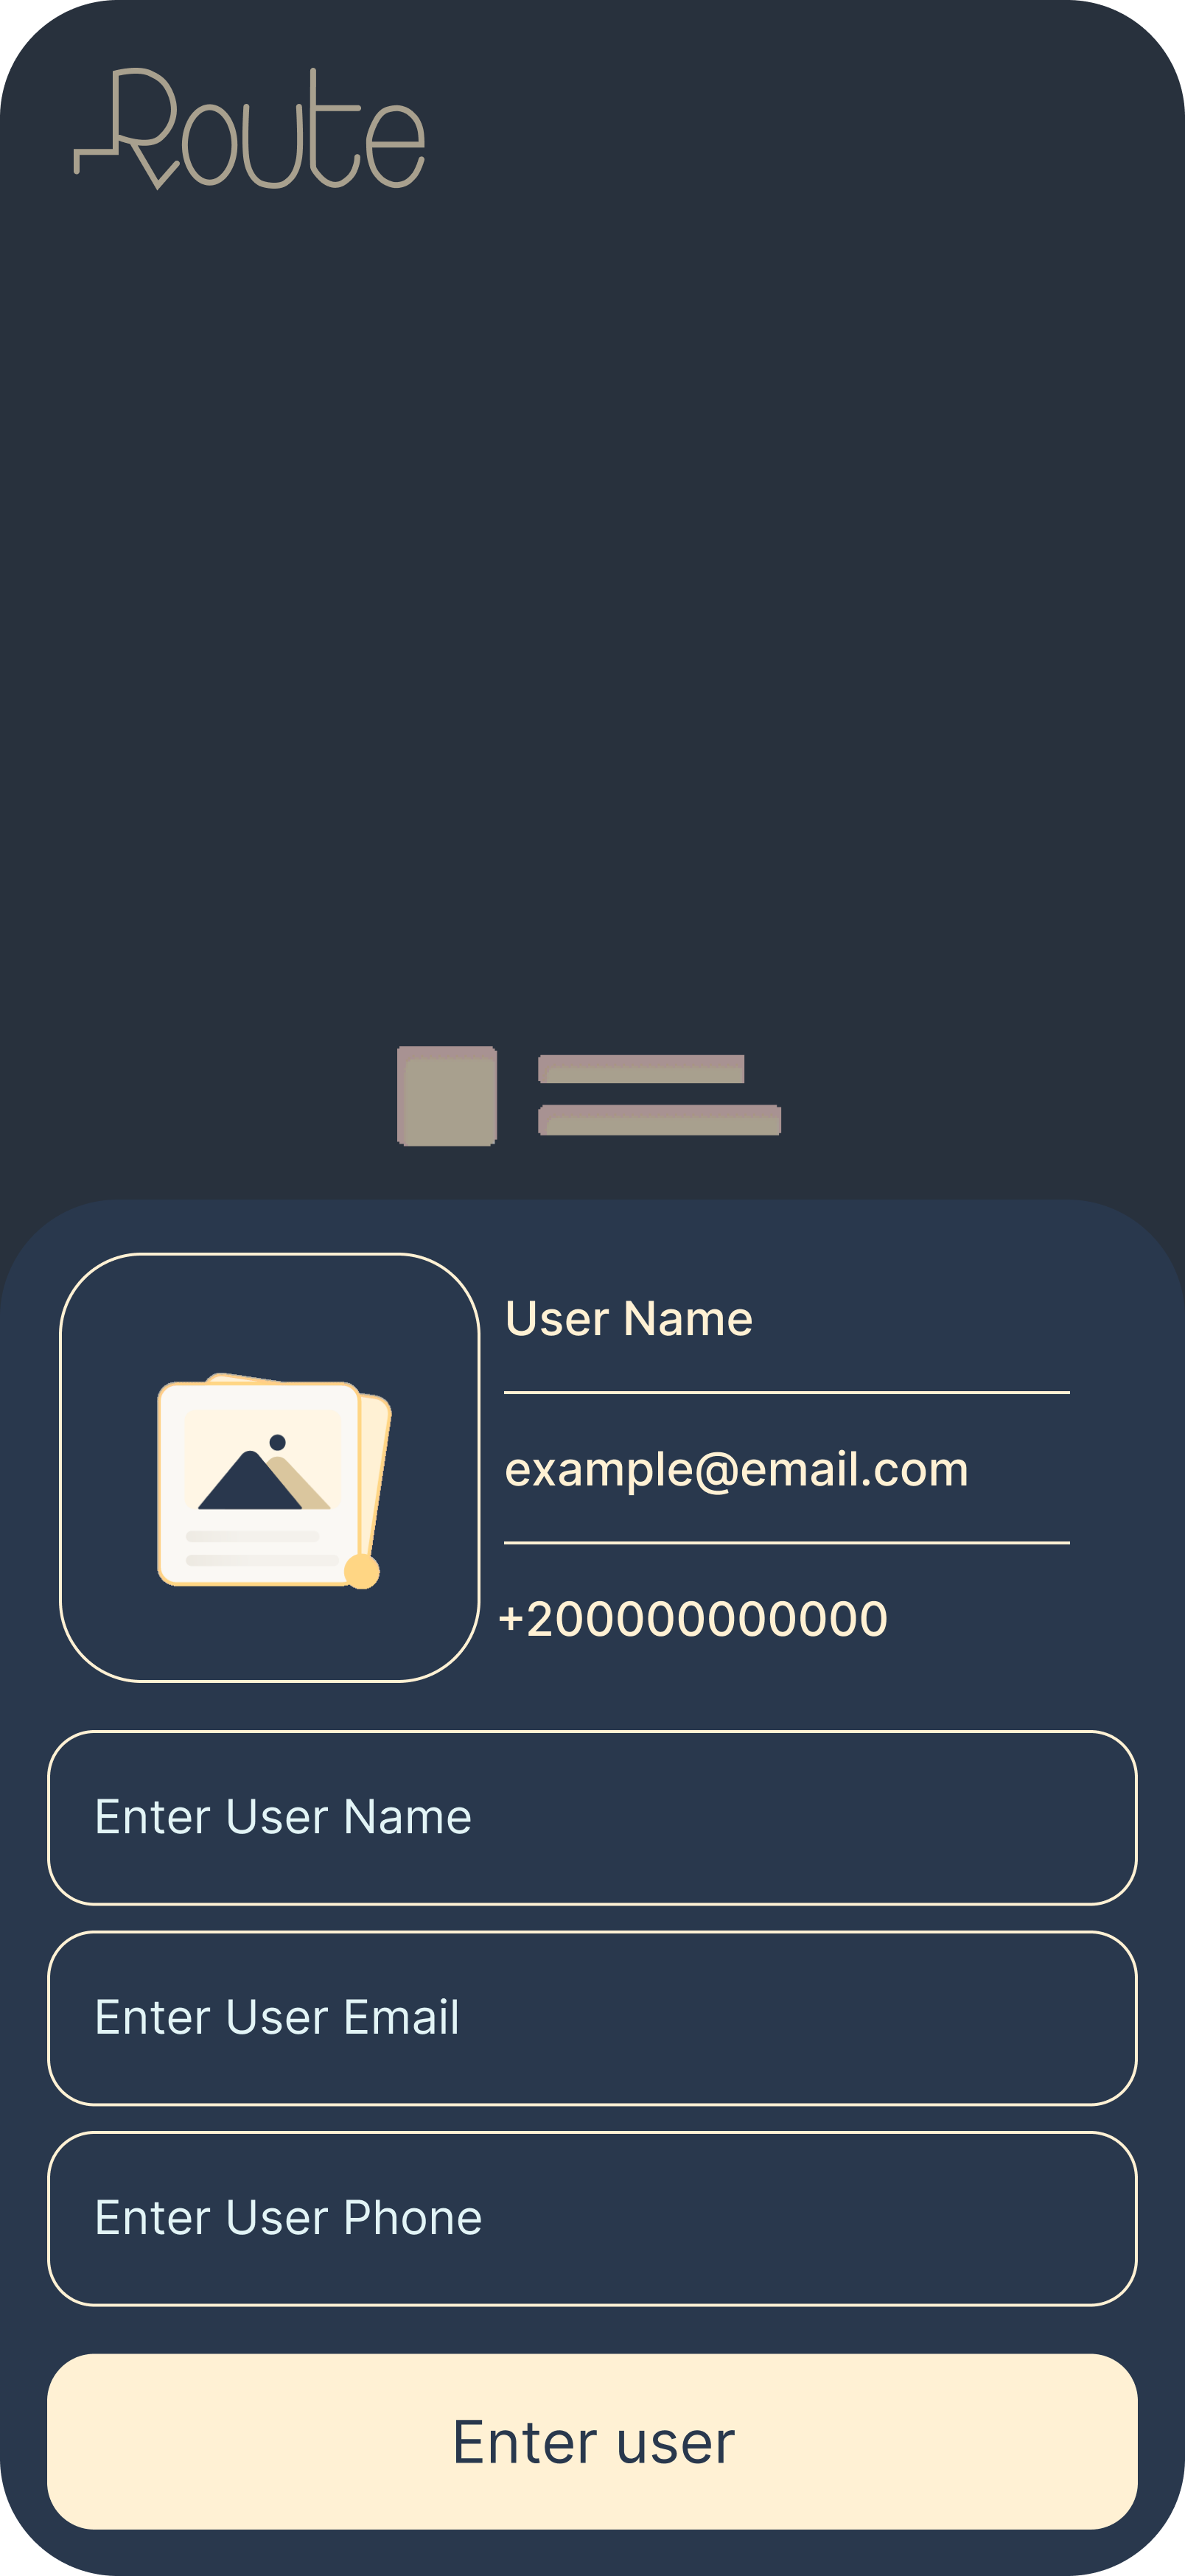 Route
User Name
example@email.com
+200000000000
Enter User Name
Enter User Email
Enter User Phone
Enter user